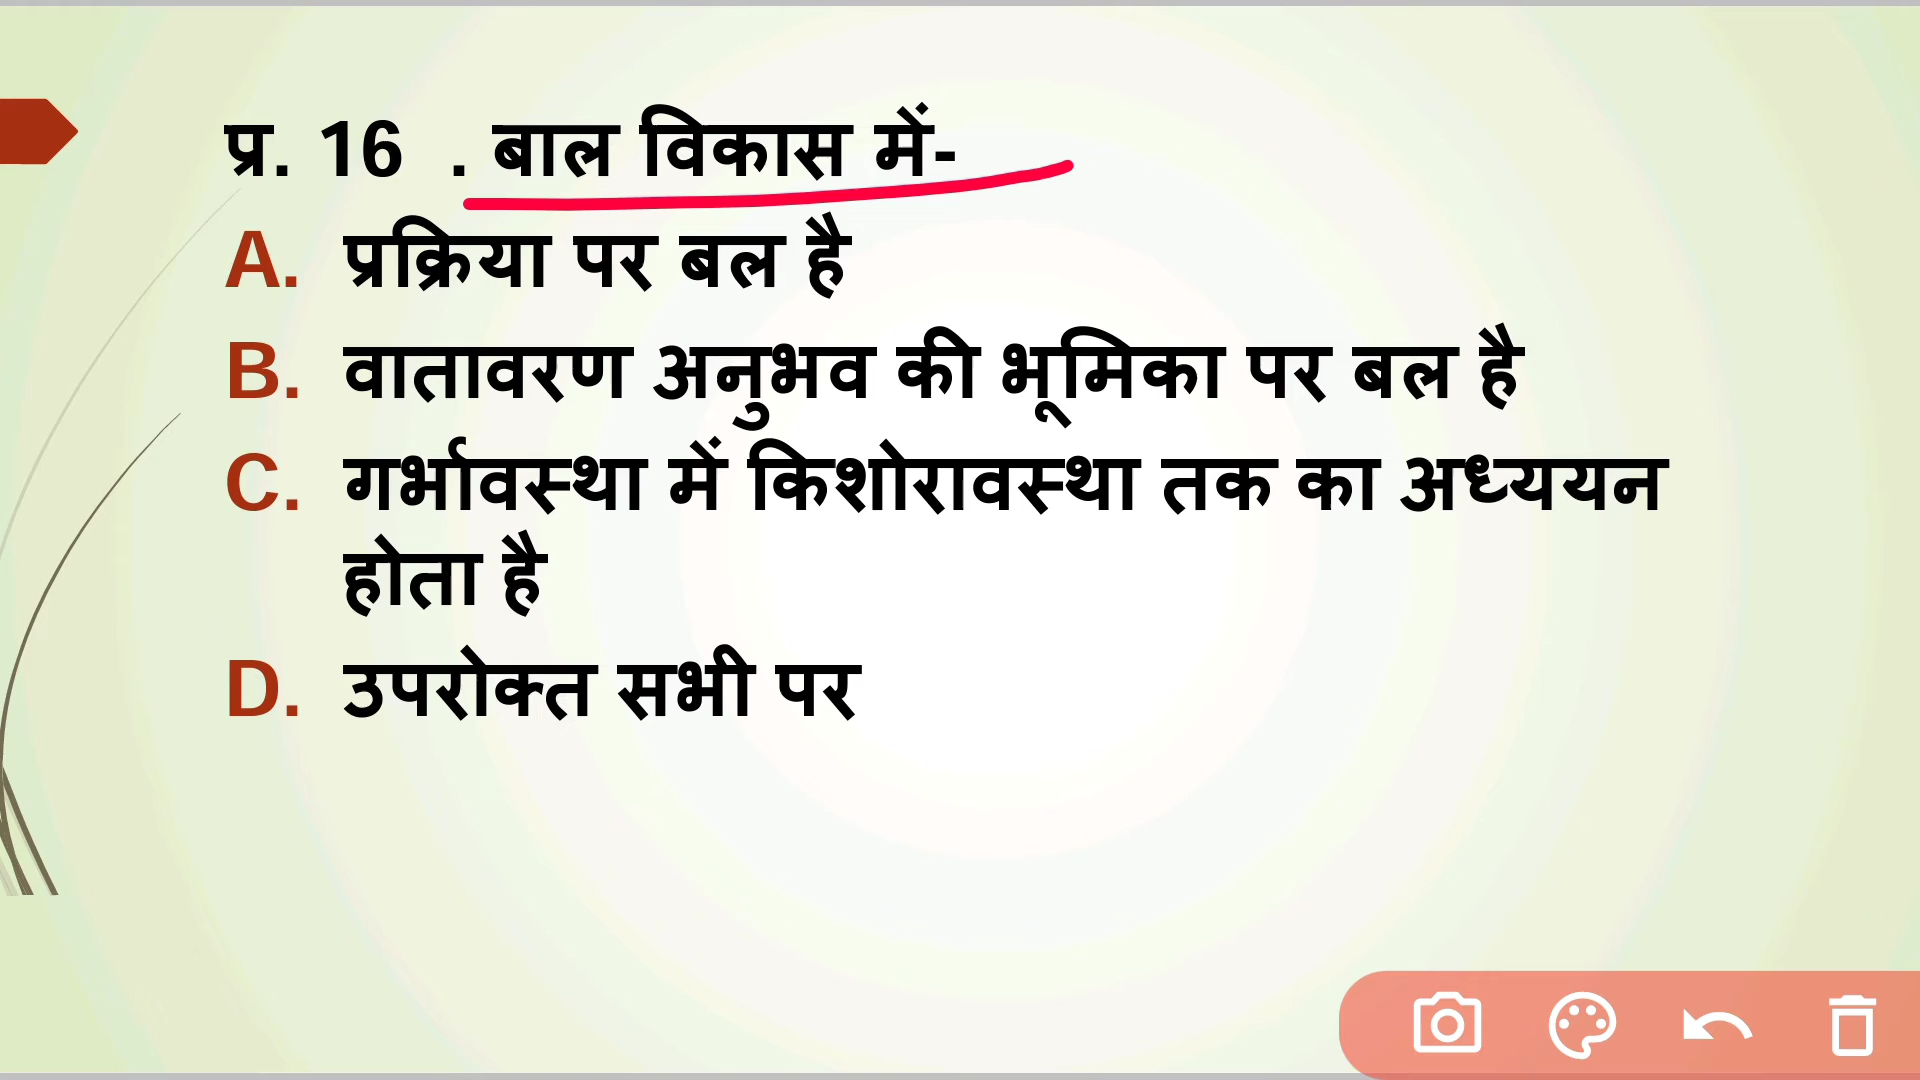 प्र. 16 . बाल विकास में-
A. प्रक्रिया पर बल है
B. वातावरण अनुभव की भूमिका पर बल है
C. गर्भावस्था में किशोरावस्था तक का अध्ययन
होता है
D. उपरोक्त सभी पर